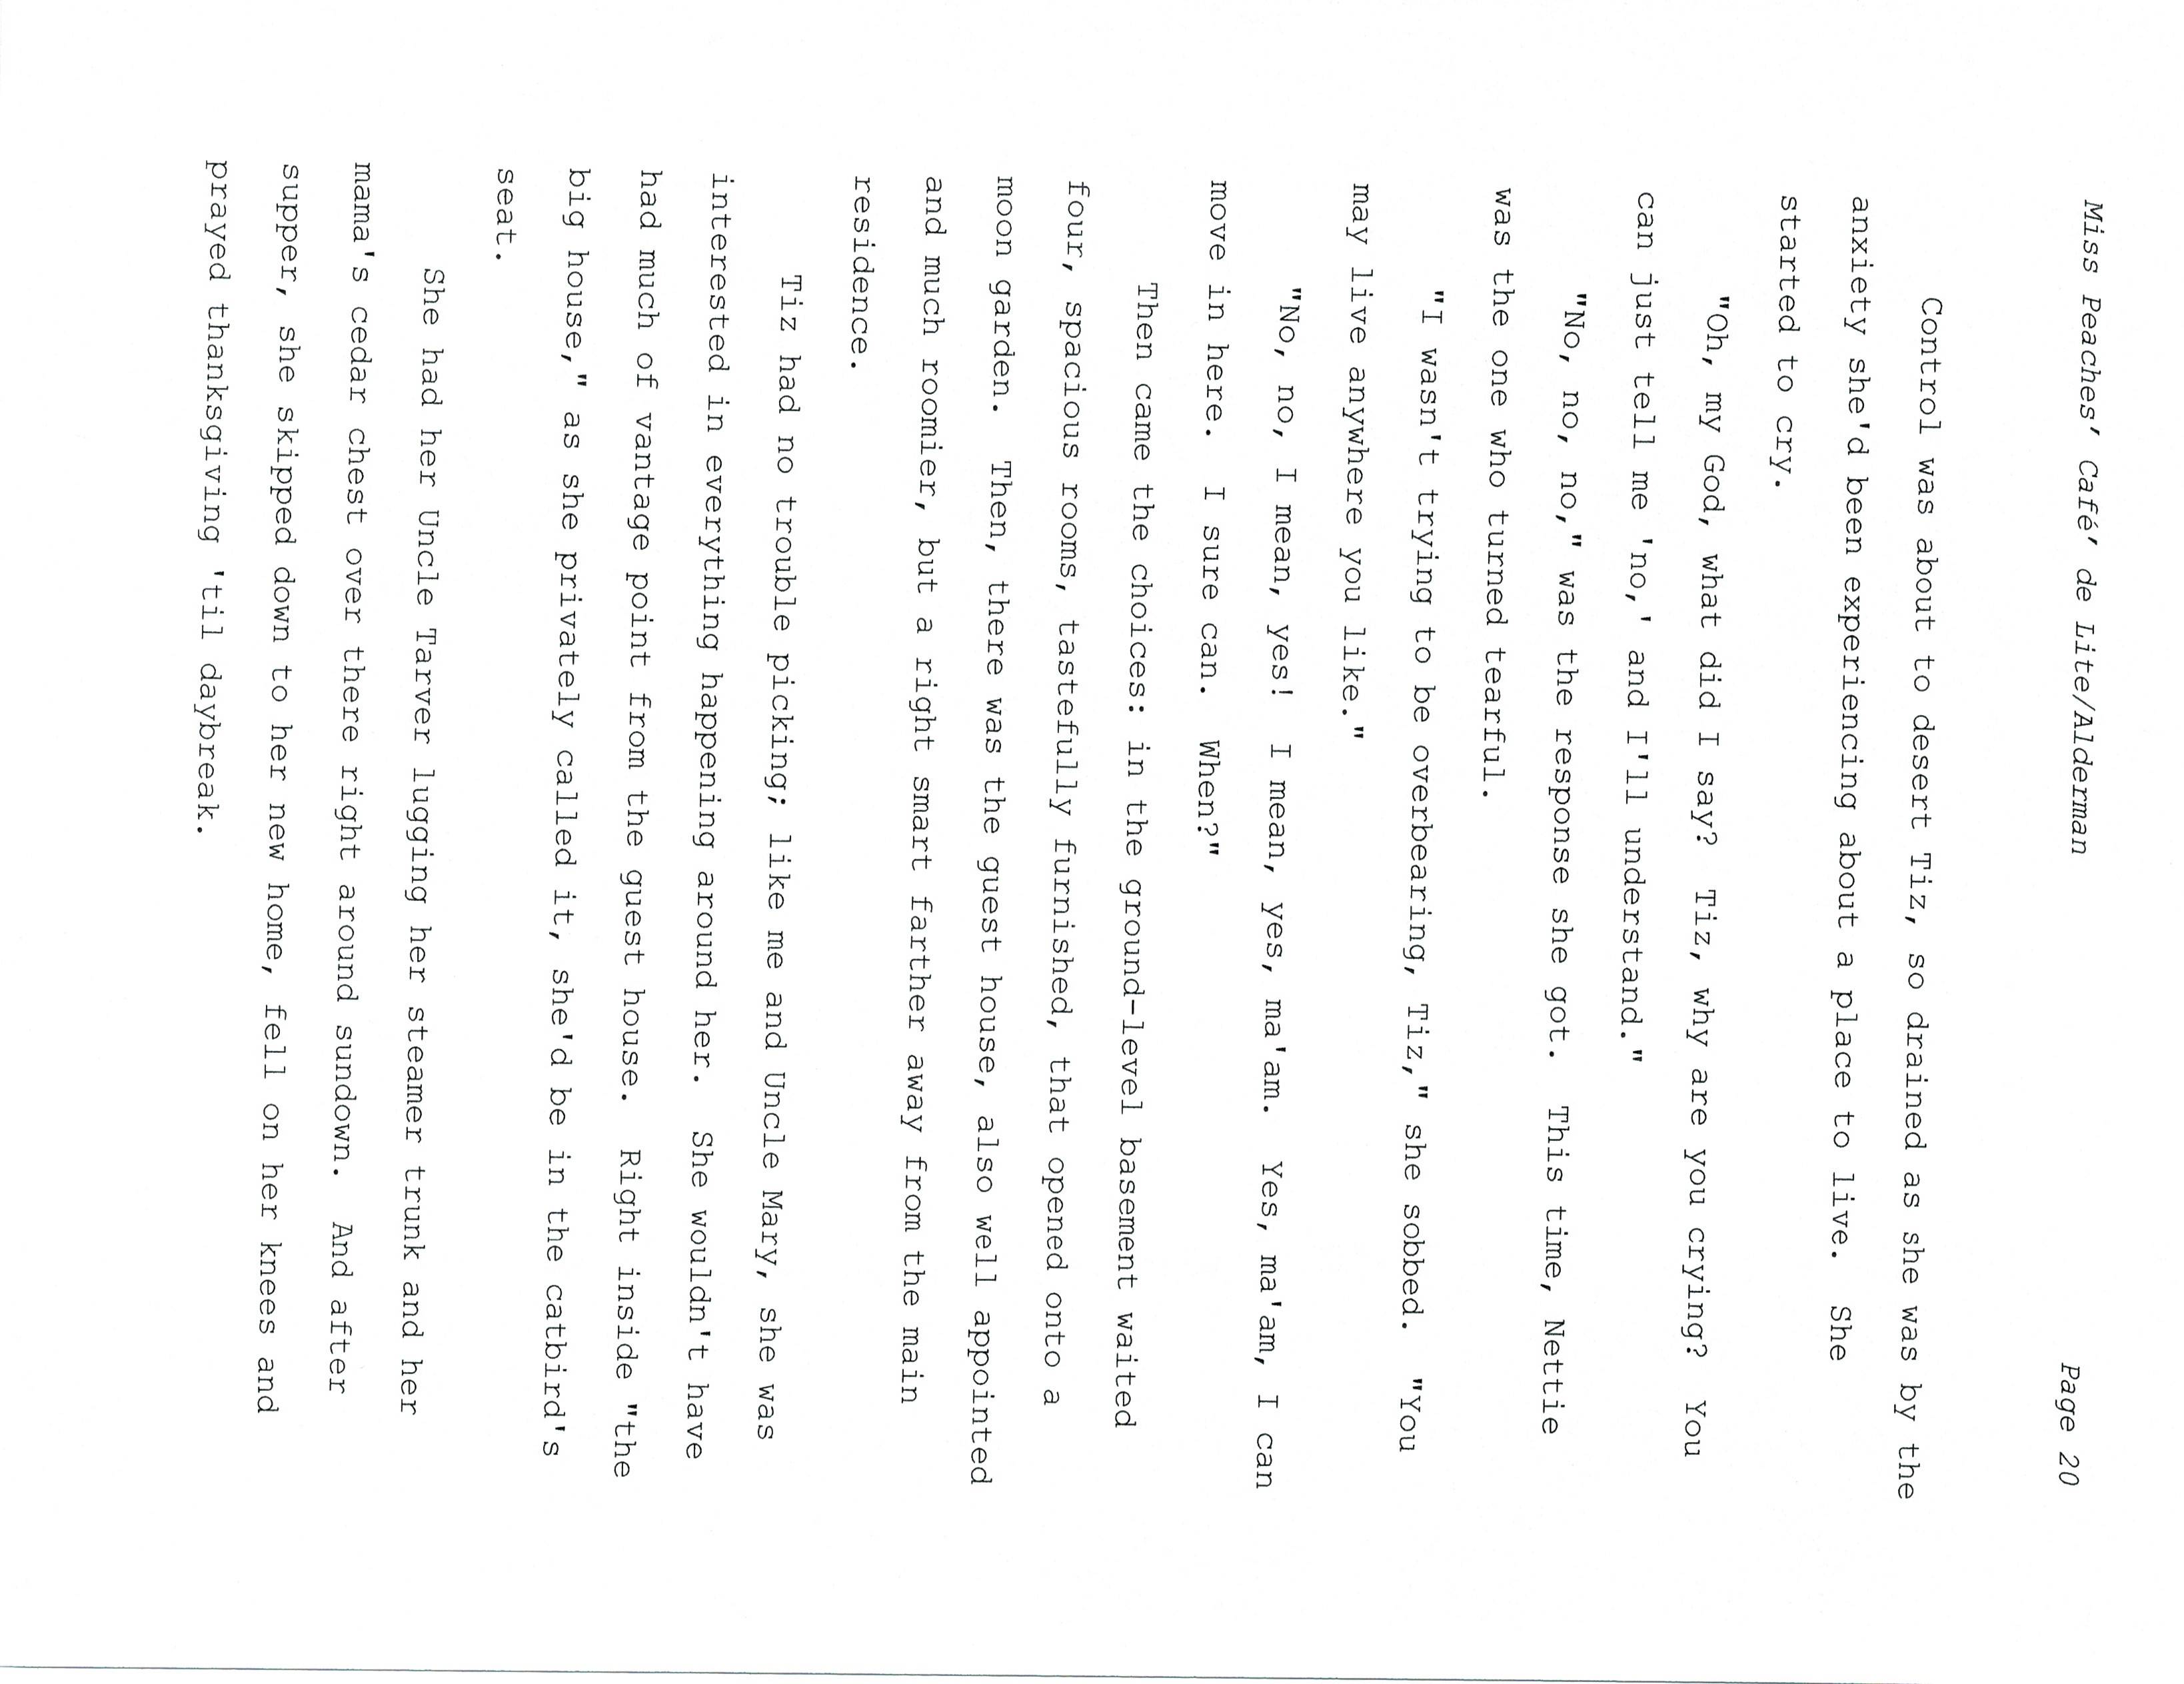 Miss Peaches’ Café’ de Lite/Alderman Page 20
Control was about to desert Tiz, so drained as she was by the
anxiety she'd been experiencing about a place to live.  She
started to cry.
"Oh, my God, what did I say?  Tiz, why are you crying?  You
can just tell me 'no,' and I'll understand."
"No, no, no," was the response she got.  This time, Nettie
was the one who turned tearful.
"I wasn't trying to be overbearing, Tiz," she sobbed.  "You
may live anywhere you like."
"No, no, I mean, yes!  I mean, yes, ma'am.  Yes, ma'am, I can
move in here.  I sure can.  When?"
Then came the choices: in the ground-level basement waited
four, spacious rooms, tastefully furnished, that opened onto a
moon garden.  Then, there was the guest house, also well appointed
and much roomier, but a right smart farther away from the main
residence.
Tiz had no trouble picking; like me and Uncle Mary, she was
interested in everything happening around her.  She wouldn't have
had much of vantage point from the guest house.  Right inside "the
big house," as she privately called it, she'd be in the catbird's
seat.
She had her Uncle Tarver lugging her steamer trunk and her
mama's cedar chest over there right around sundown.  And after
supper, she skipped down to her new home, fell on her knees and
prayed thanksgiving 'til daybreak.